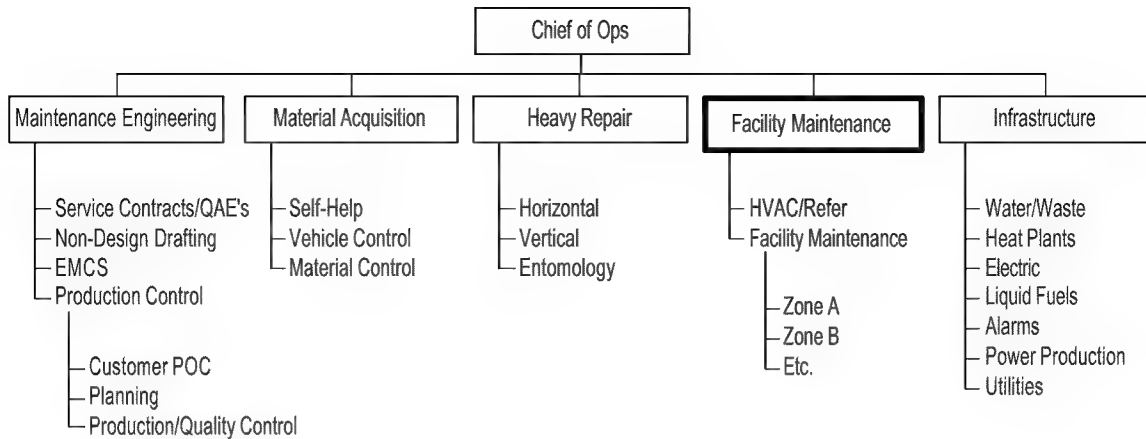 Chief of Ops
Maintenance Engineering
Service Contracts/QAE's
Non-Design Drafting
EMCS
Production Control
Customer POC
Planning
Production/Quality Control
Material Acquisition
Self-Help
Vehicle Control
Material Control
Heavy Repair
Horizontal
Vertical
Entomology
Facility Maintenance
HVAC/Refer
Facility Maintenance
Zone A
Zone B
Etc.
Infrastructure
Water/Waste
Heat Plants
Electric
Liquid Fuels
Alarms
Power Production
Utilities